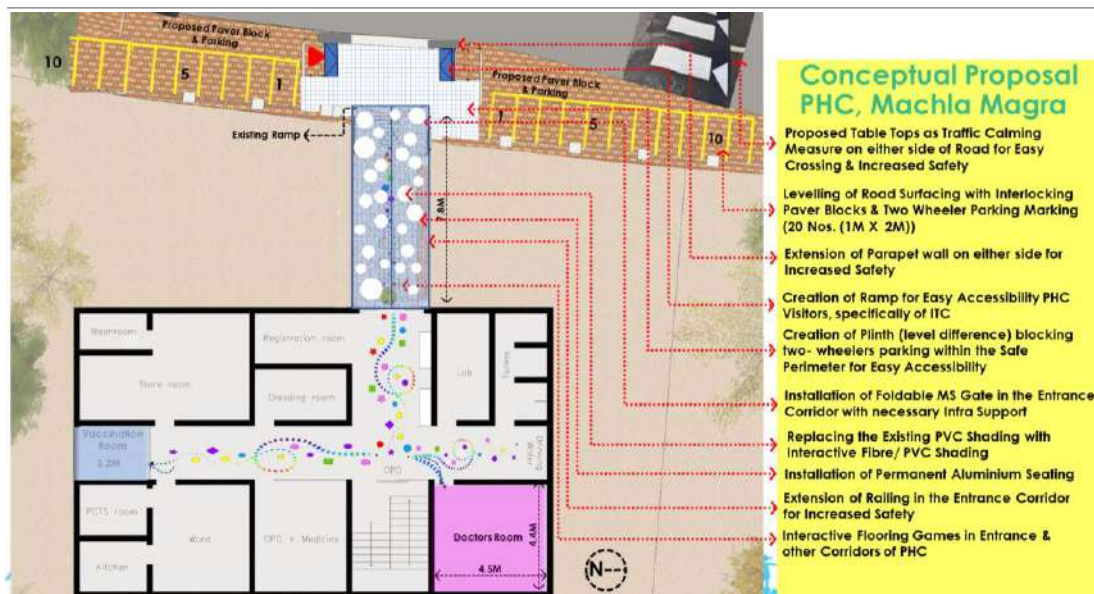 Proposed Paver Block
& Parking
10
5
1
Existing Ramp
Proposed Paver Block
& Parking
1
5
10
7.8M
Washroom
Store room
Registration room
Dressing room
Lab
Vaccination
Room
3.2M
OPD
Drinking
Water
PCTS room
Kitchen
Ward
OPD + Medicine
Doctors Room
4.4M
4.5M
N--
Conceptual Proposal
PHC, Machla Magra
Proposed Table Tops as Traffic Calming
Measure on either side of Road for Easy
Crossing & Increased Safety
Levelling of Road Surfacing with Interlocking
Paver Blocks & Two Wheeler Parking Marking
(20 Nos. (1M X 2M))
Extension of Parapet wall on either side for
Increased Safety
Creation of Ramp for Easy Accessibility PHC
Visitors, specifically of ITC
Creation of Plinth (level difference) blocking
two- wheelers parking within the Safe
Perimeter for Easy Accessibility
Installation of Foldable MS Gate in the Entrance
Corridor with necessary Infra Support
Replacing the Existing PVC Shading with
Interactive Fibre/ PVC Shading
Installation of Permanent Aluminium Seating
Extension of Railing in the Entrance Corridor
for Increased Safety
Interactive Flooring Games in Entrance &
other Corridors of PHC